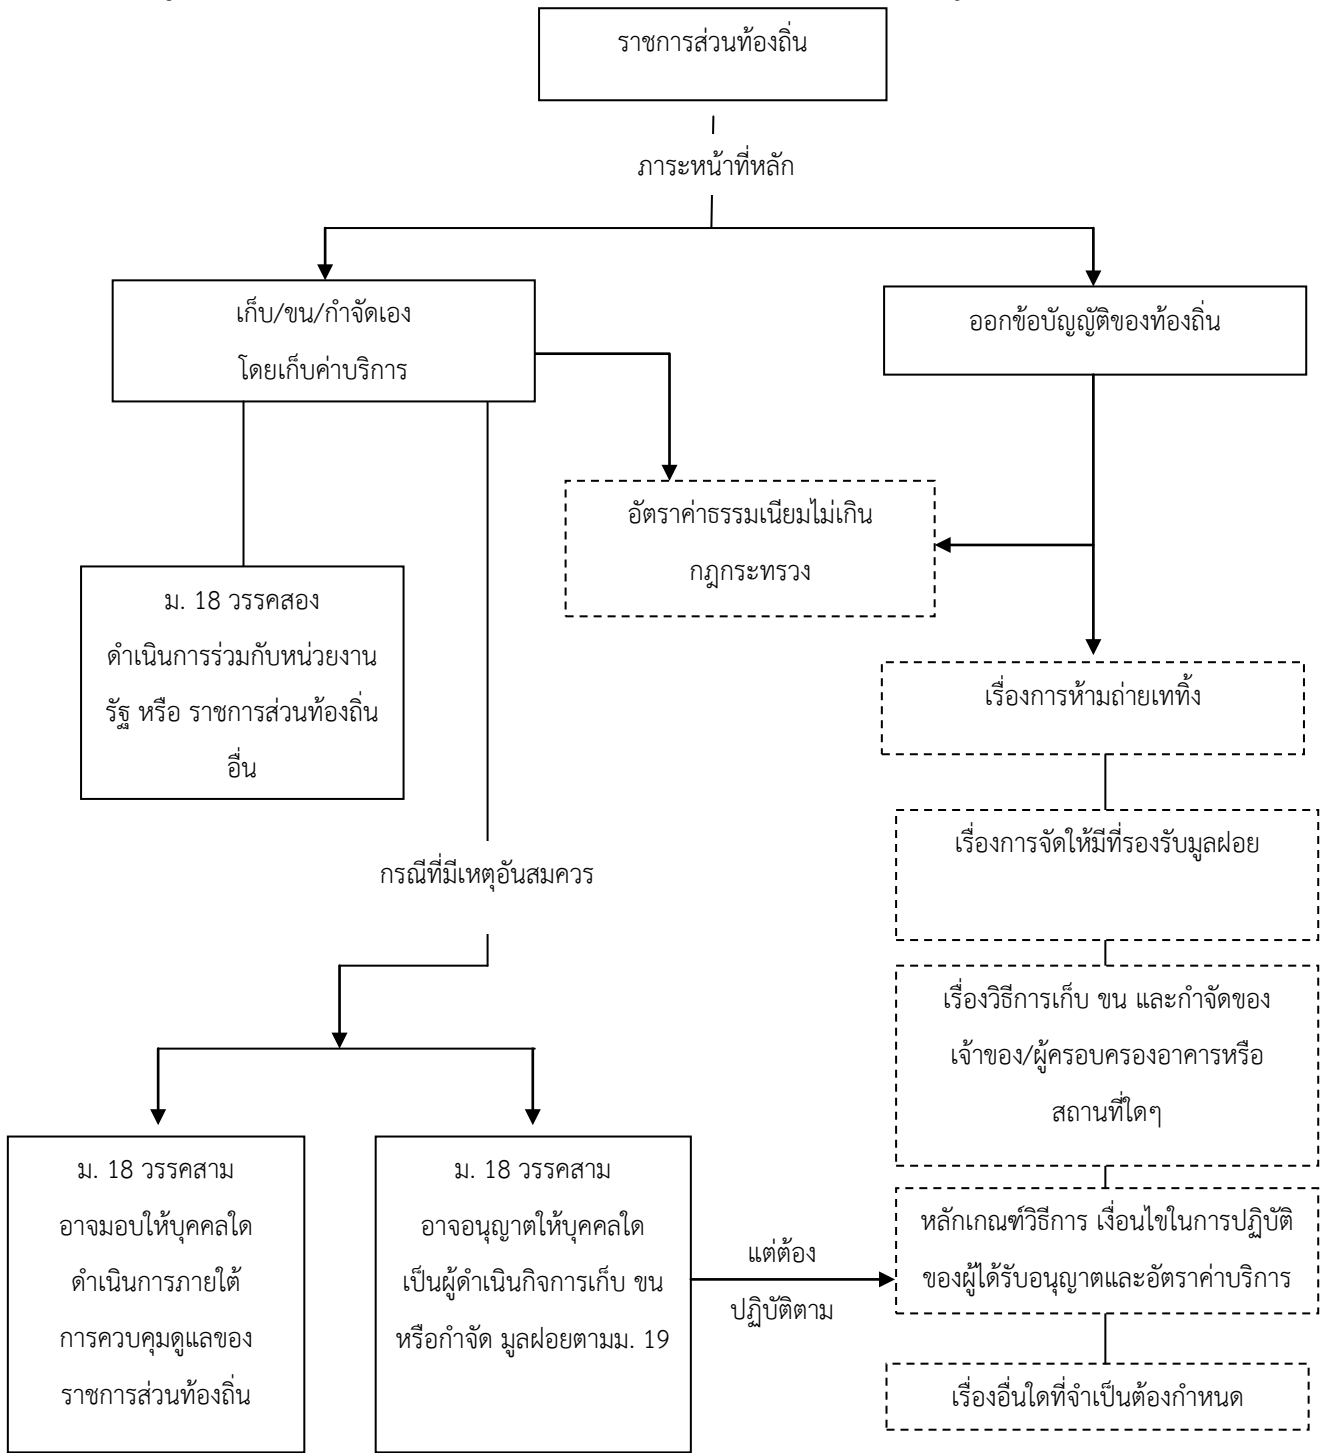 ราชการส่วนท้องถิ่น
ภาระหน้าที่หลัก
เก็บ/ขน/กำจัดเอง
โดยเก็บค่าบริการ
ออกข้อบัญญัติของท้องถิ่น
อัตราค่าธรรมเนียมไม่เกิน
กฎกระทรวง
ม. 18 วรรคสอง
ดำเนินการร่วมกับหน่วยงาน
รัฐ หรือ ราชการส่วนท้องถิ่น
อื่น
เรื่องการห้ามถ่ายเททิ้ง
เรื่องการจัดให้มีที่รองรับมูลฝอย
กรณีที่มีเหตุอันสมควร
เรื่องวิธีการเก็บ ขน และกำจัดของ
เจ้าของ/ผู้ครอบครองอาคารหรือ
สถานที่ใดๆ
ม. 18 วรรคสาม
อาจมอบให้บุคคลใด
ดำเนินการภายใต้
การควบคุมดูแลของ
ราชการส่วนท้องถิ่น
ม. 18 วรรคสาม
อาจอนุญาตให้บุคคลใด
เป็นผู้ดำเนินกิจการเก็บ ขน
หรือกำจัด มูลฝอยตามม. 19
แต่ต้อง
ปฏิบัติตาม
หลักเกณฑ์วิธีการ เงื่อนไขในการปฏิบัติ
ของผู้ได้รับอนุญาตและอัตราค่าบริการ
เรื่องอื่นใดที่จำเป็นต้องกำหนด